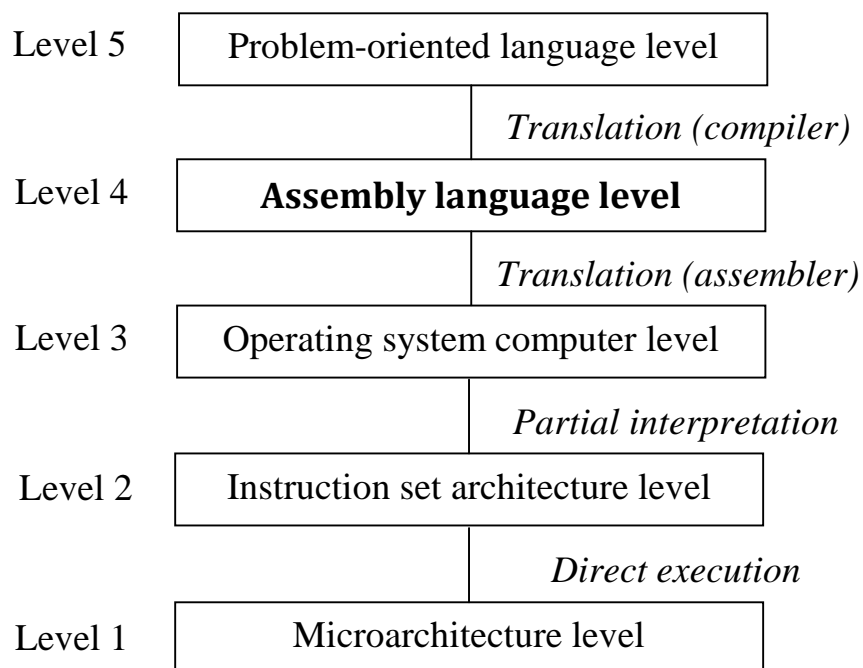 Level 5 Problem-oriented language level
Translation (compiler)
Level 4 Assembly language level
Translation (assembler)
Level 3 Operating system computer level
Partial interpretation
Level 2 Instruction set architecture level
Direct execution
Level 1 Microarchitecture level